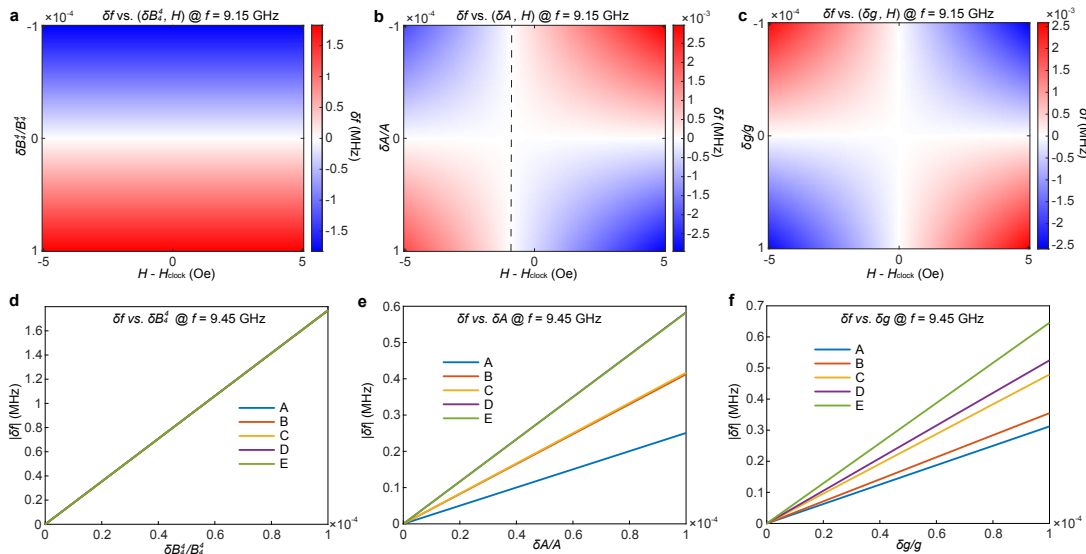 a
δf vs. (δB₄⁴, H) @ f = 9.15 GHz
×10⁻⁴
-1
0
1
δB₄⁴/B₄⁴
-5 0 5
H - Hclock (Oe)
1.5
1
0.5
0
-0.5
-1
-1.5
δf (MHz)
b
δf vs. (δA, H) @ f = 9.15 GHz
×10⁻⁴
-1
0
1
δA/A
-5 0 5
H - Hclock (Oe)
×10⁻³
2.5
2
1.5
1
0.5
0
-0.5
-1
-1.5
-2
-2.5
δf (MHz)
c
δf vs. (δg, H) @ f = 9.15 GHz
×10⁻⁴
-1
0
1
δg/g
-5 0 5
H - Hclock (Oe)
×10⁻³
2.5
2
1.5
1
0.5
0
-0.5
-1
-1.5
-2
-2.5
δf (MHz)
d
δf vs. δB₄⁴ @ f = 9.45 GHz
1.6
1.4
1.2
1
0.8
0.6
0.4
0.2
0
|δf| (MHz)
A
B
C
D
E
0 0.2 0.4 0.6 0.8 1
×10⁻⁴
δB₄⁴/B₄⁴
e
δf vs. δA @ f = 9.45 GHz
0.6
0.5
0.4
0.3
0.2
0.1
0
|δf| (MHz)
A
B
C
D
E
0 0.2 0.4 0.6 0.8 1
×10⁻⁴
δA/A
f
δf vs. δg @ f = 9.45 GHz
0.7
0.6
0.5
0.4
0.3
0.2
0.1
0
|δf| (MHz)
A
B
C
D
E
0 0.2 0.4 0.6 0.8 1
×10⁻⁴
δg/g